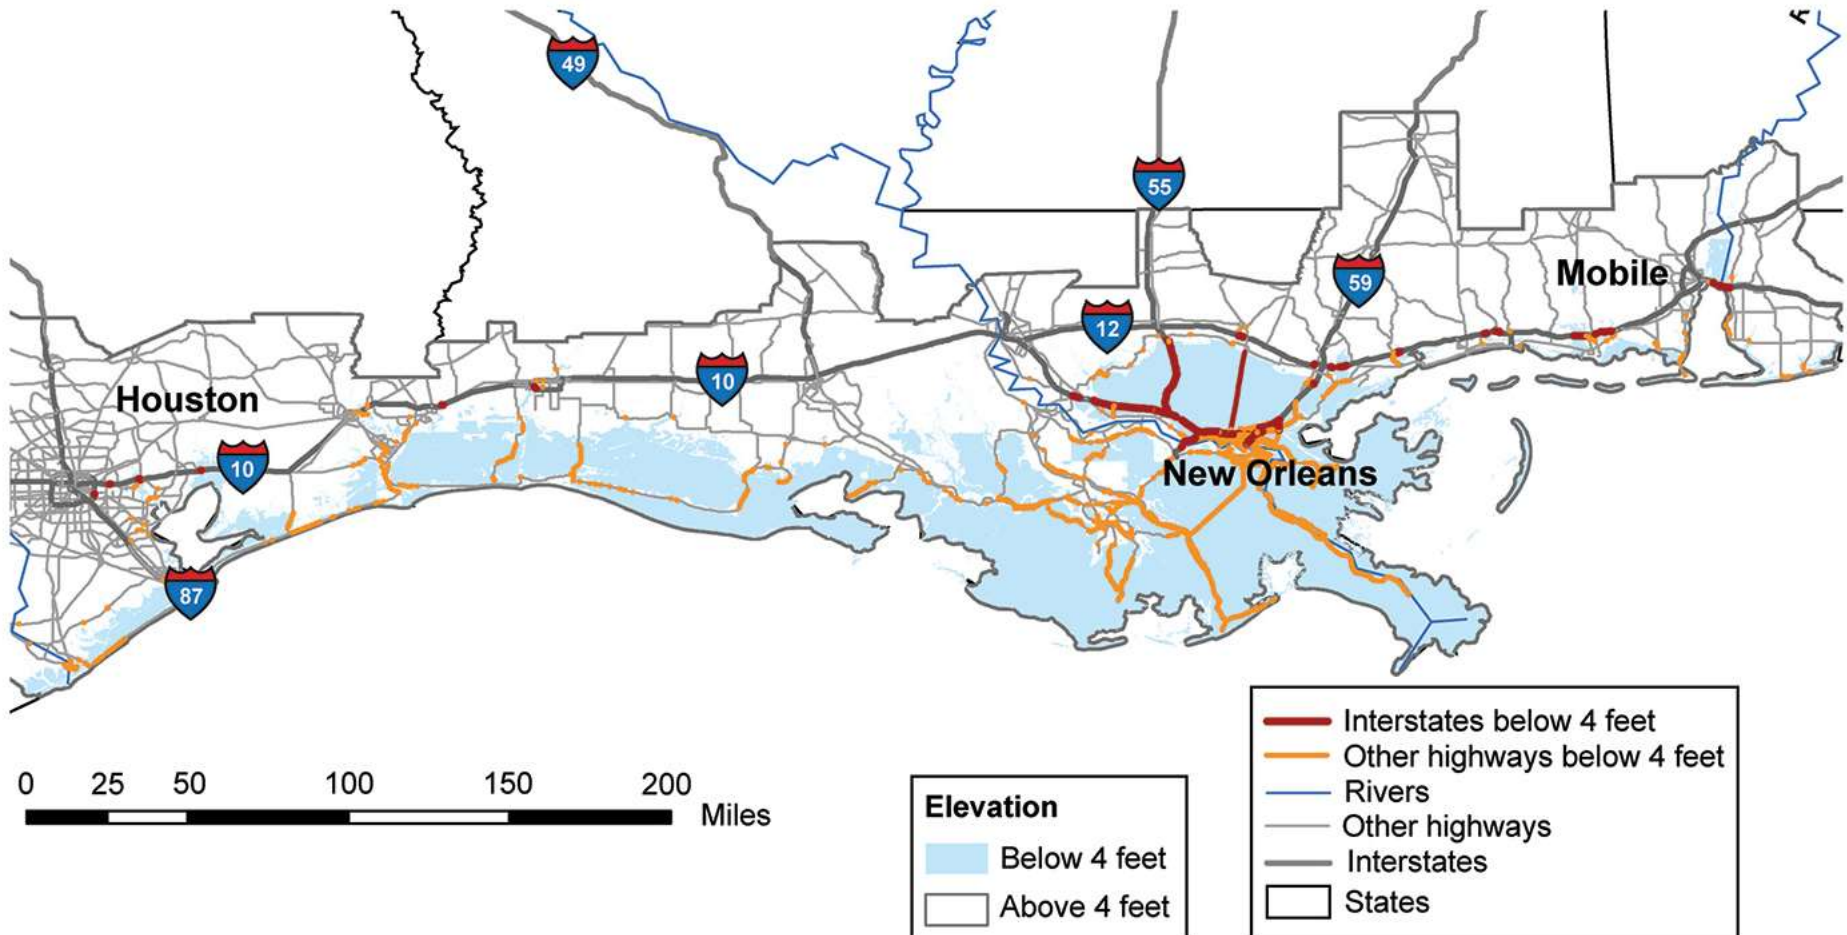 49
55
Mobile
59
12
10
Houston
10
New Orleans
87
0 25 50 100 150 200
Miles
Elevation
Below 4 feet
Above 4 feet
Interstates below 4 feet
Other highways below 4 feet
Rivers
Other highways
Interstates
States